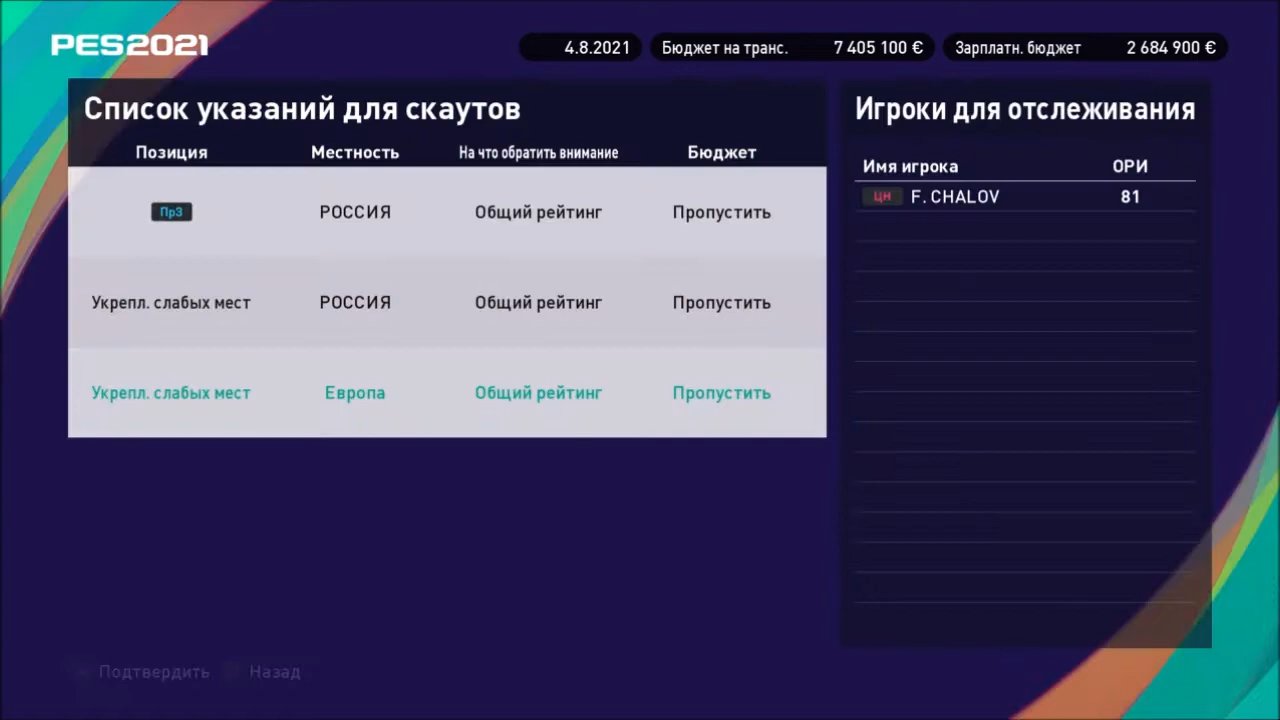 PES2021
4.8.2021 Бюджет на транс. 7 405 100 € Зарплатн. бюджет 2 684 900 €
Список указаний для скаутов
Позиция Местность На что обратить внимание Бюджет
ПрЗ РОССИЯ Общий рейтинг Пропустить
Укрепл. слабых мест РОССИЯ Общий рейтинг Пропустить
Укрепл. слабых мест Европа Общий рейтинг Пропустить
Игроки для отслеживания
Имя игрока ОРИ
ЦН F. CHALOV 81
Подтвердить Назад